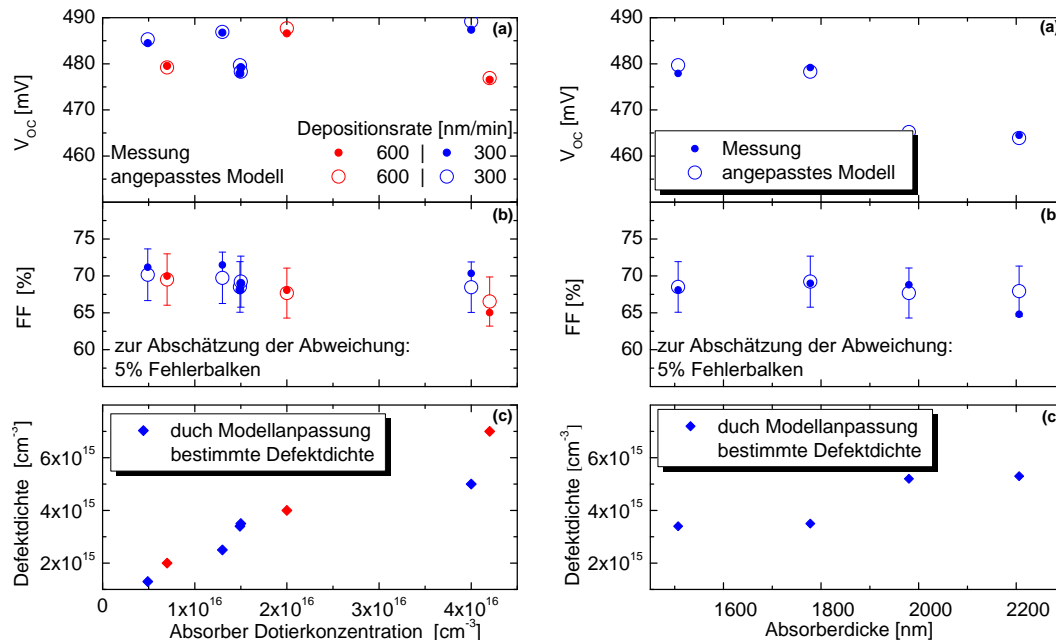 490
480
470
460
V_OC [mV]
(a)
Depositionsrate [nm/min]
Messung 600 | 300
angepasstes Modell 600 | 300
75
70
65
60
FF [%]
(b)
zur Abschätzung der Abweichung:
5% Fehlerbalken
6x10^15
4x10^15
2x10^15
Defektdichte [cm^-3]
(c)
duch Modellanpassung
bestimmte Defektdichte
0 1x10^16 2x10^16 3x10^16 4x10^16
Absorber Dotierkonzentration [cm^-3]
490
480
470
460
V_OC [mV]
(a)
Messung
angepasstes Modell
75
70
65
60
FF [%]
(b)
zur Abschätzung der Abweichung:
5% Fehlerbalken
6x10^15
4x10^15
2x10^15
Defektdichte [cm^-3]
(c)
duch Modellanpassung
bestimmte Defektdichte
1600 1800 2000 2200
Absorberdicke [nm]